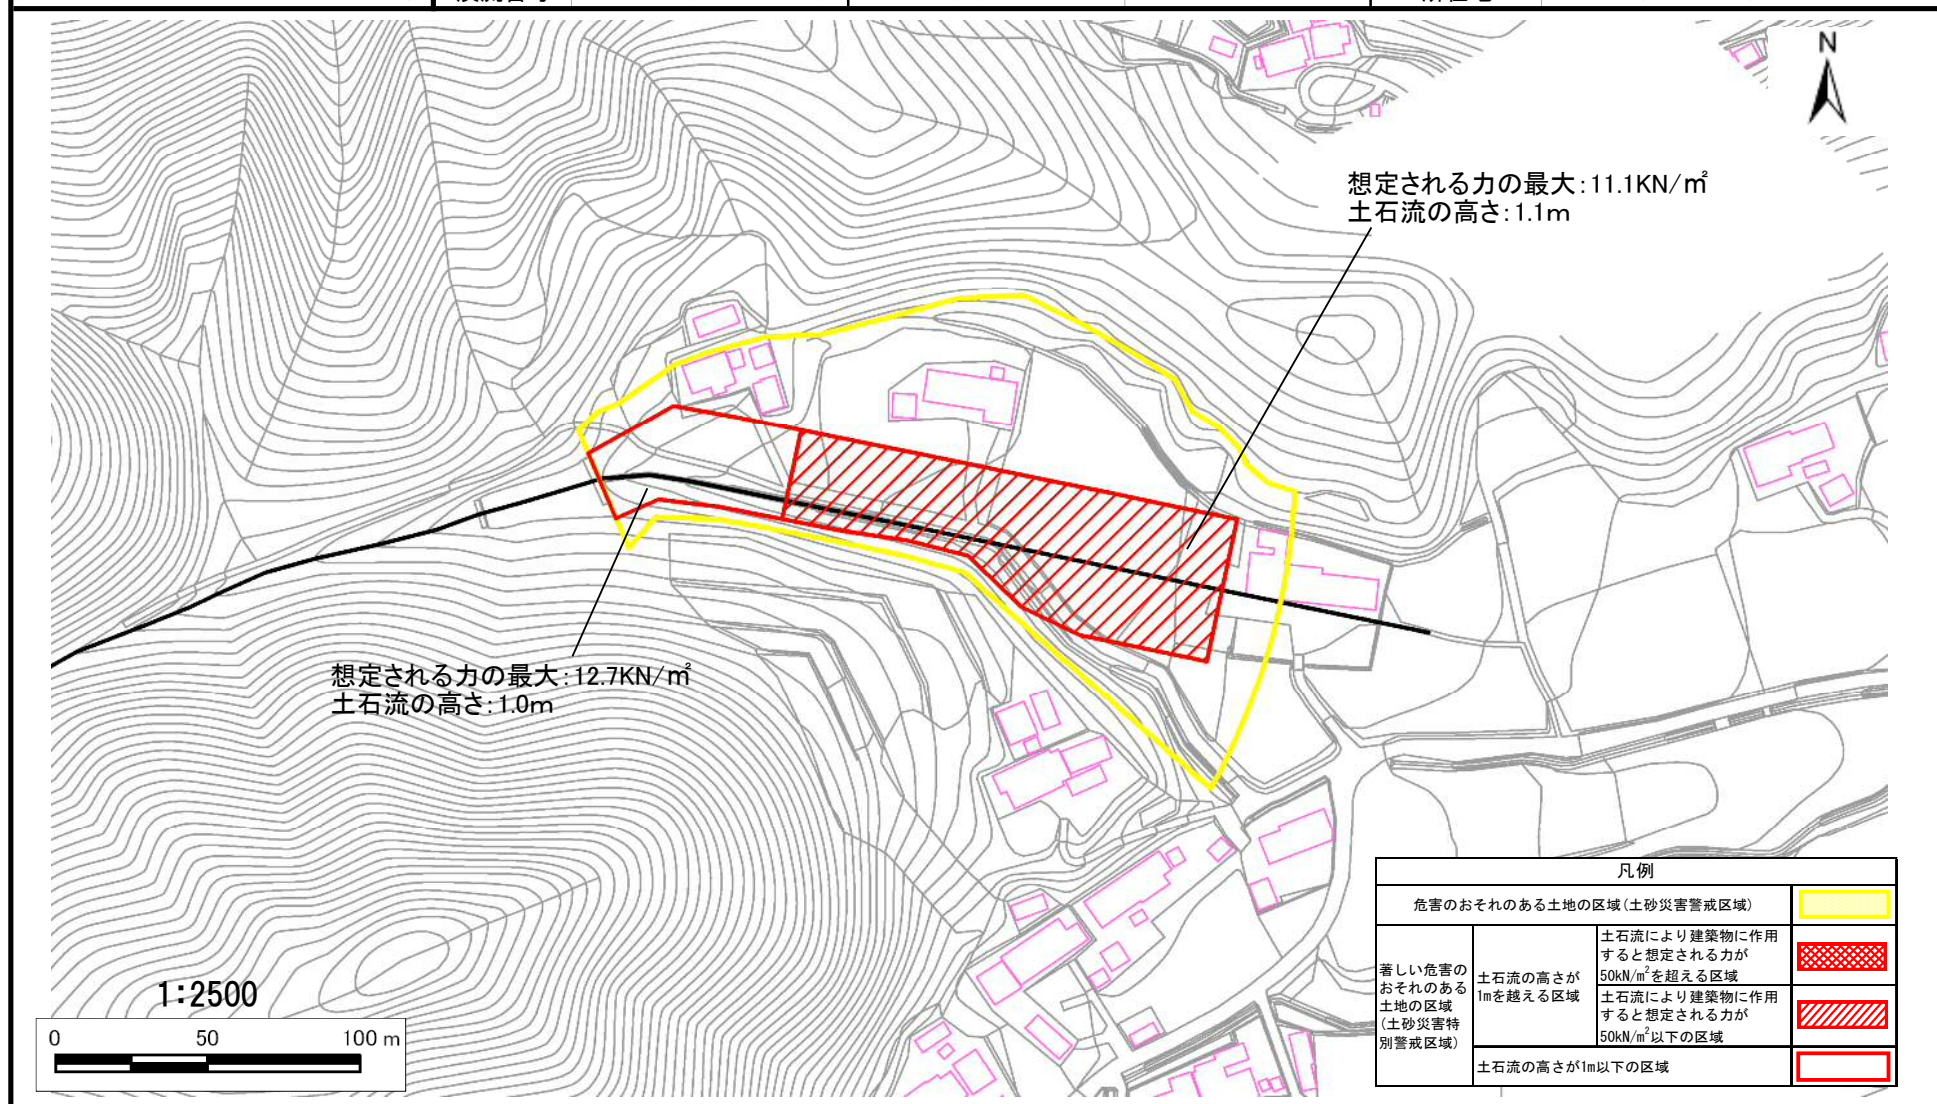 N
想定される力の最大:11.1KN/㎡
土石流の高さ:1.1m
想定される力の最大:12.7KN/㎡
土石流の高さ:1.0m
1:2500
0 50 100 m
凡例
危害のおそれのある土地の区域(土砂災害警戒区域)
著しい危害の
おそれのある
土地の区域
(土砂災害特
別警戒区域)
土石流の高さが
1mを越える区域
土石流により建築物に作用
すると想定される力が
50kN/m²を超える区域
土石流により建築物に作用
すると想定される力が
50kN/m²以下の区域
土石流の高さが1m以下の区域